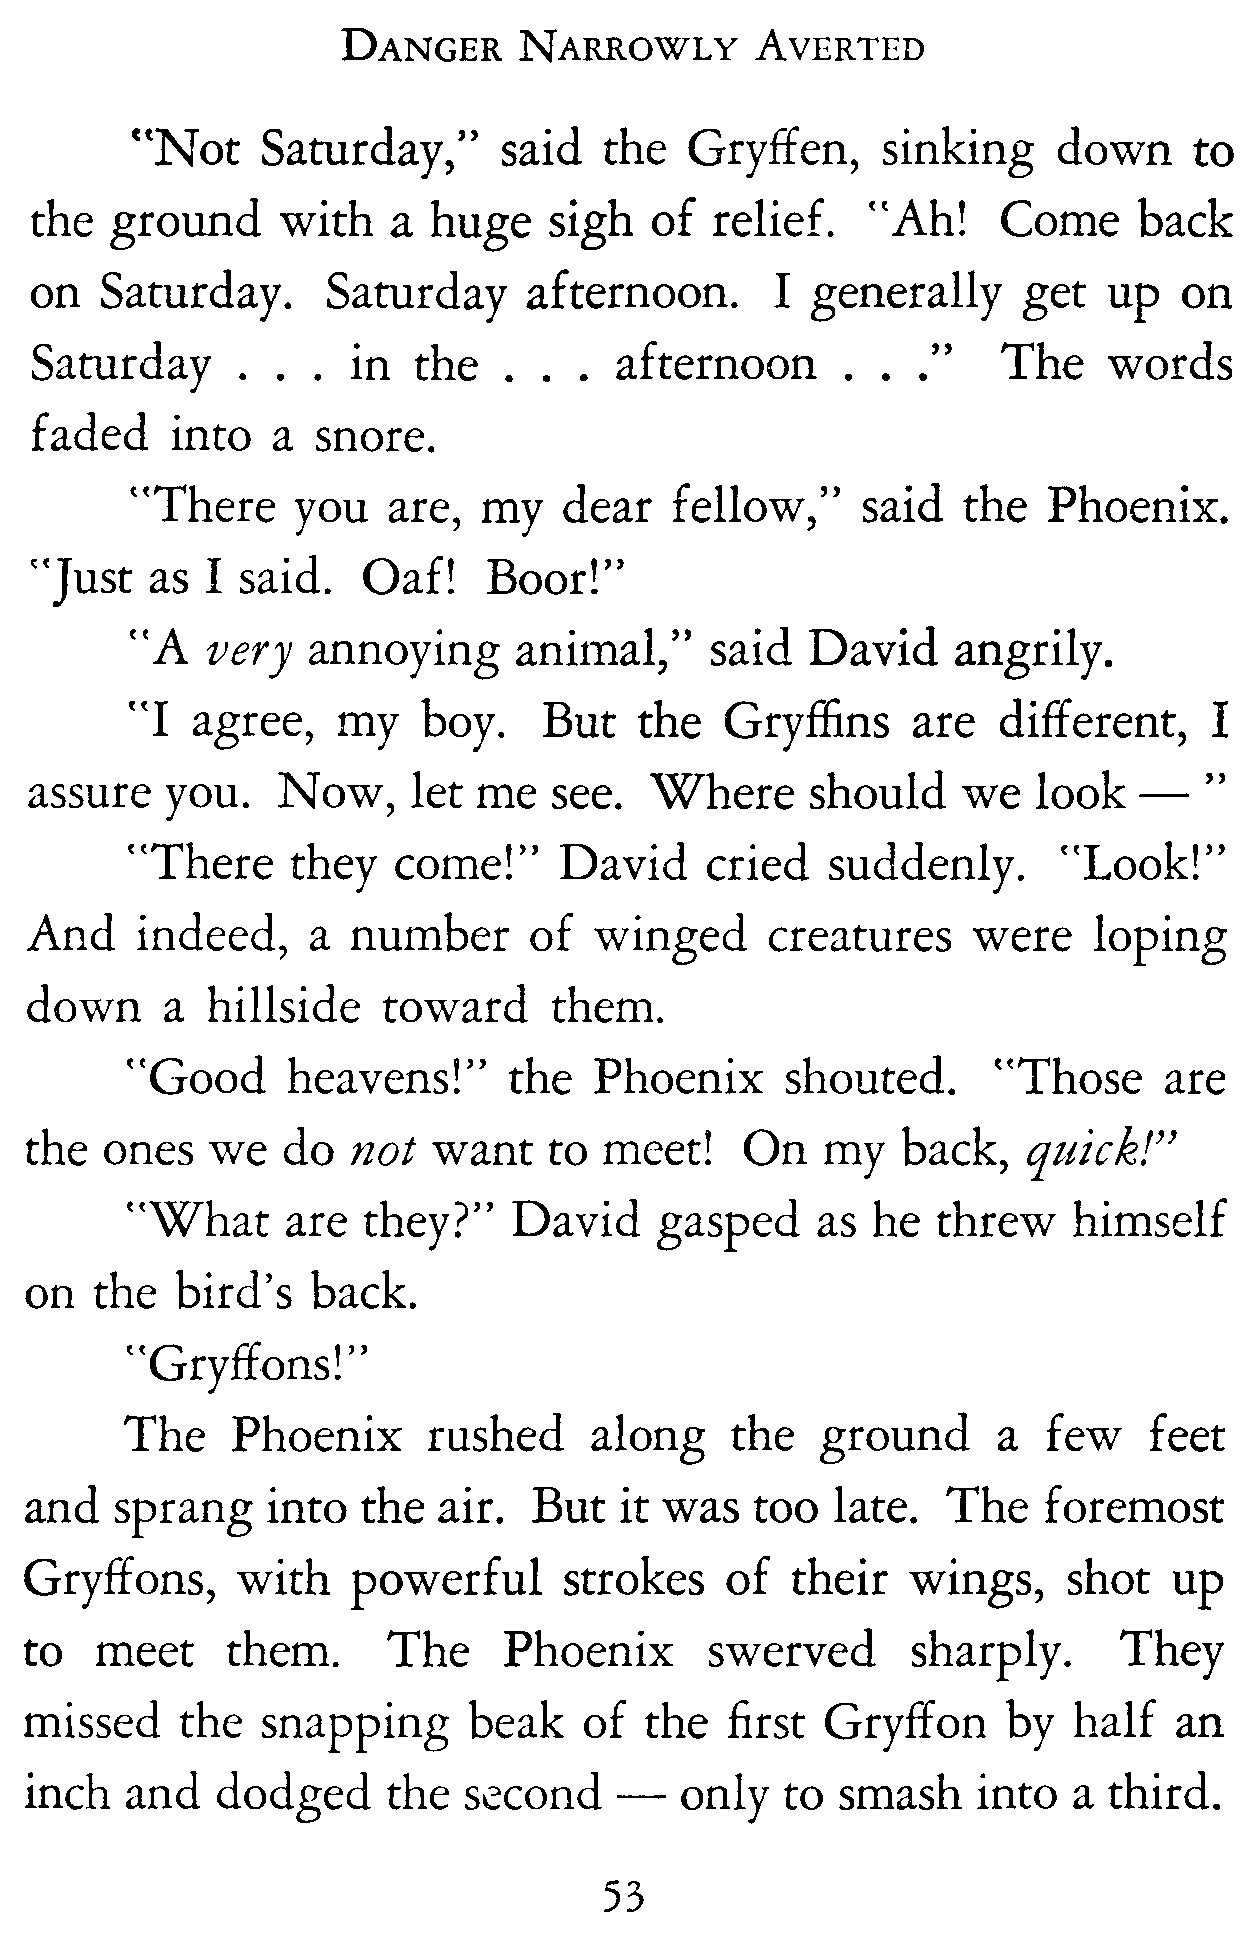 DANGER NARROWLY AVERTED
"Not Saturday," said the Gryffen, sinking down to
the ground with a huge sigh of relief. "Ah! Come back
on Saturday. Saturday afternoon. I generally get up on
Saturday . . . in the . . . afternoon . . ." The words
faded into a snore.
"There you are, my dear fellow," said the Phoenix.
"Just as I said. Oaf! Boor!"
"A very annoying animal," said David angrily.
"I agree, my boy. But the Gryffins are different, I
assure you. Now, let me see. Where should we look — "
"There they come!" David cried suddenly. "Look!"
And indeed, a number of winged creatures were loping
down a hillside toward them.
"Good heavens!" the Phoenix shouted. "Those are
the ones we do not want to meet! On my back, quick!"
"What are they?" David gasped as he threw himself
on the bird's back.
"Gryffons!"
The Phoenix rushed along the ground a few feet
and sprang into the air. But it was too late. The foremost
Gryffons, with powerful strokes of their wings, shot up
to meet them. The Phoenix swerved sharply. They
missed the snapping beak of the first Gryffon by half an
inch and dodged the second — only to smash into a third.
53